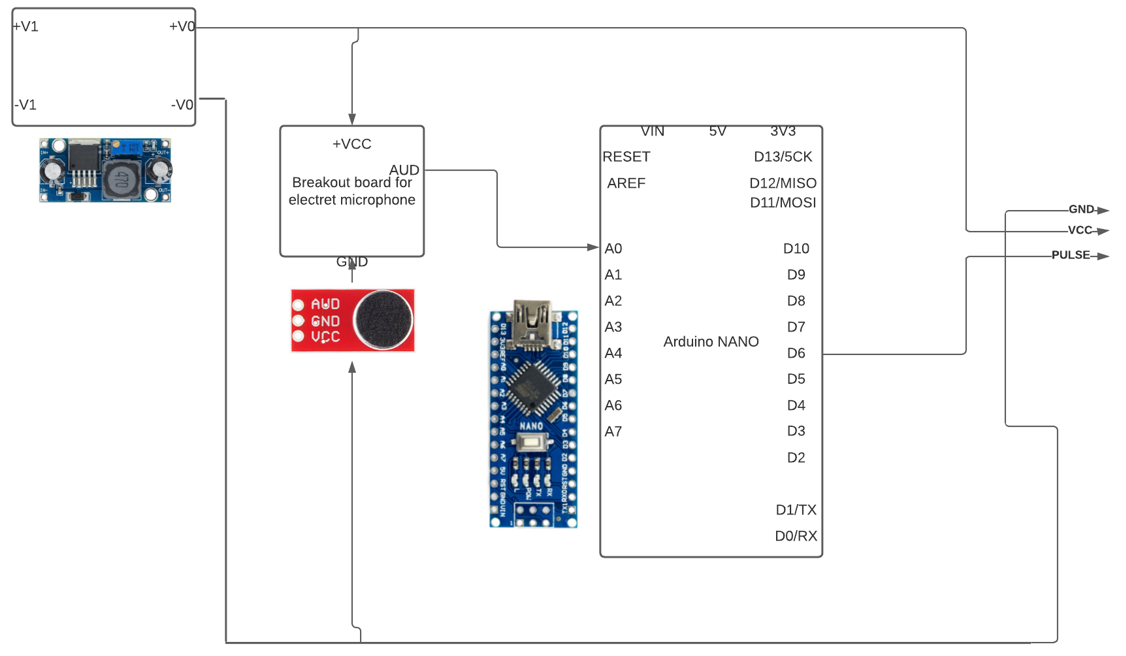 +V1
+V0
-V1
-V0
470
+VCC
AUD
Breakout board for
electret microphone
GND
AUD
GND
VCC
NANO
VIN
5V
3V3
RESET
D13/5CK
AREF
D12/MISO
D11/MOSI
A0
D10
A1
D9
A2
D8
A3
D7
Arduino NANO
A4
D6
A5
D5
A6
D4
A7
D3
D2
D1/TX
D0/RX
GND
VCC
PULSE